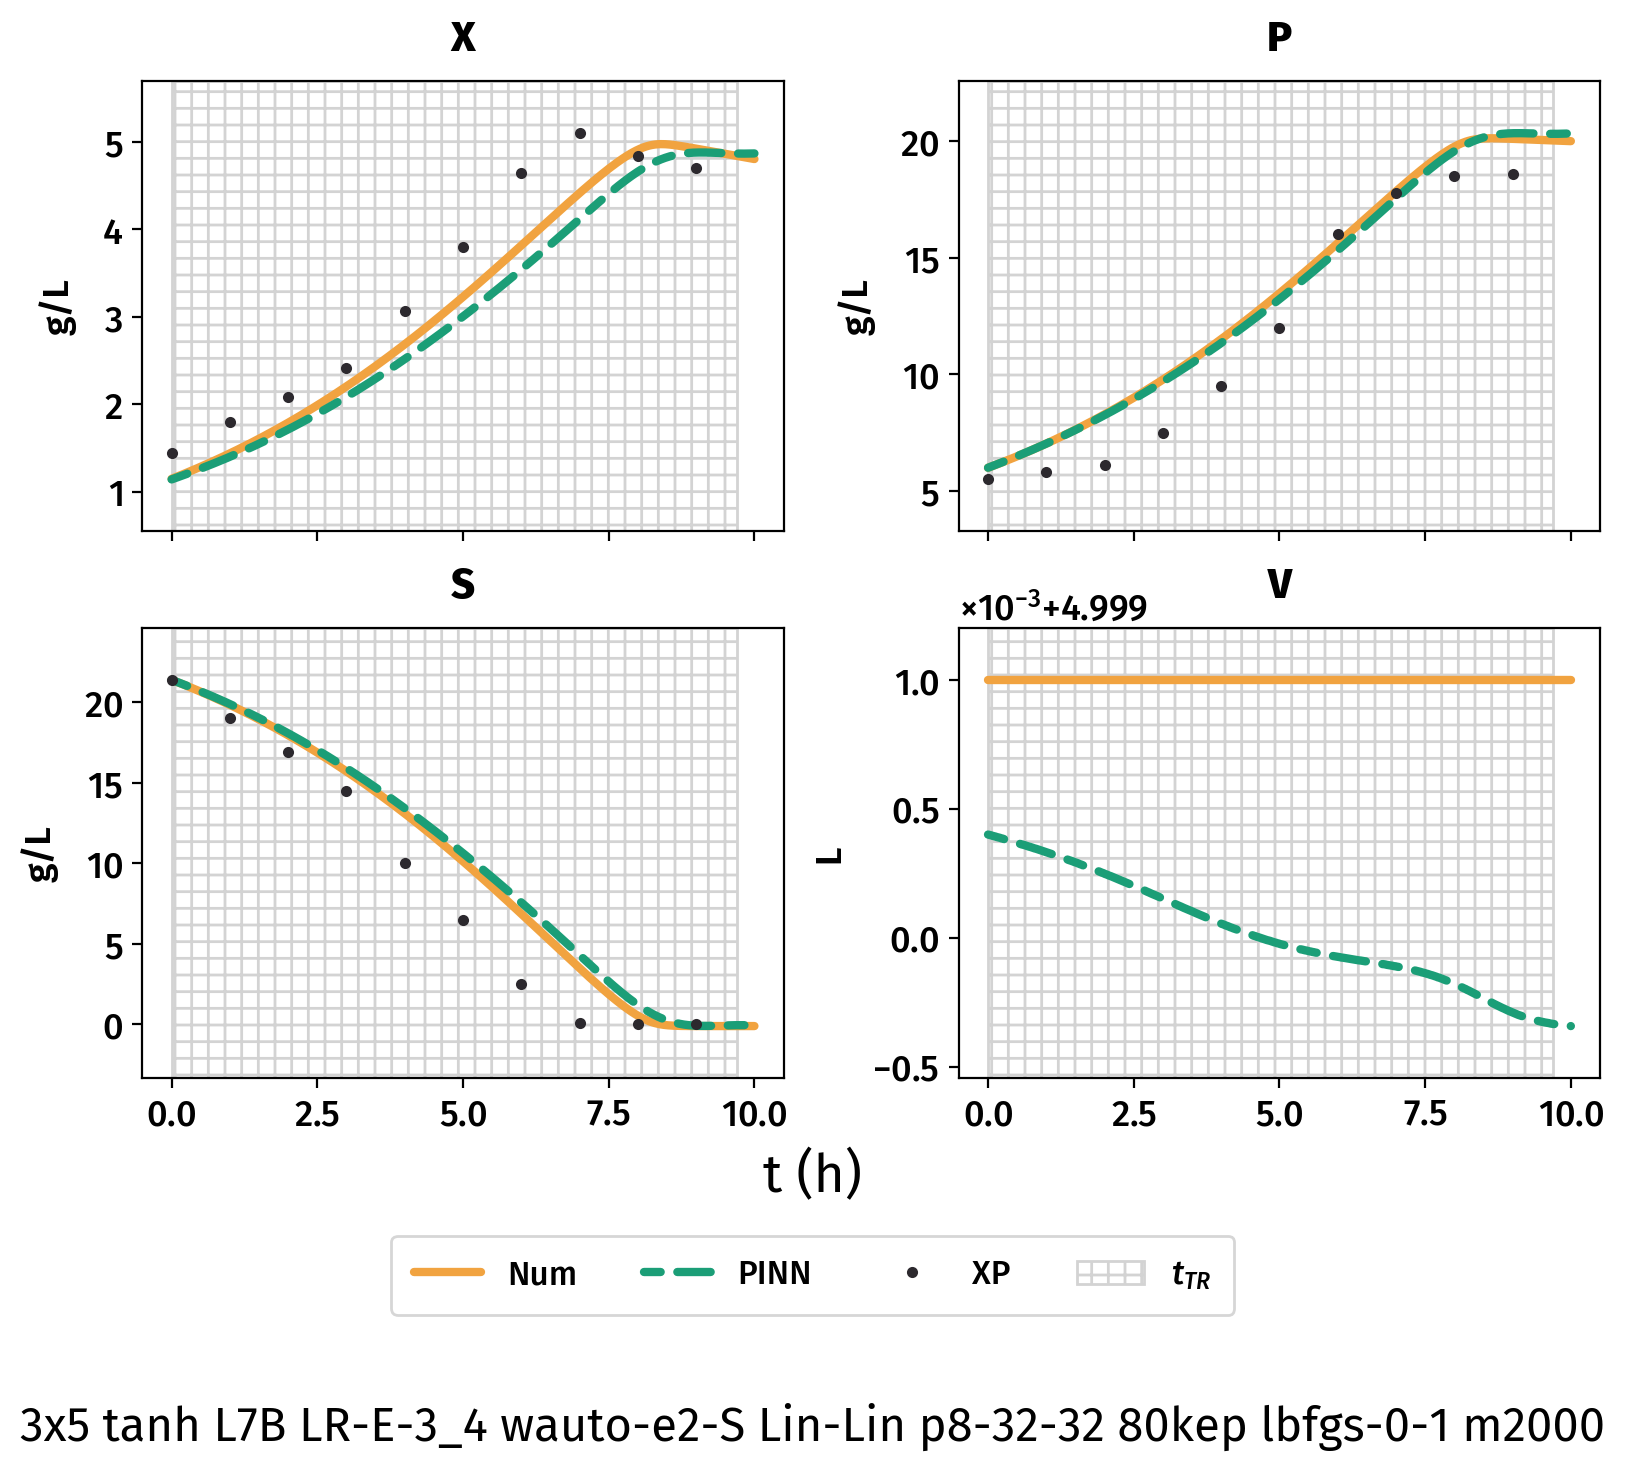 X
P
5
4
3
2
1
g/L
20
15
10
5
g/L
S
V
×10⁻³+4.999
20
15
10
5
0
g/L
1.0
0.5
0.0
−0.5
L
0.0 2.5 5.0 7.5 10.0
0.0 2.5 5.0 7.5 10.0
t (h)
Num PINN XP t_TR
3x5 tanh L7B LR-E-3_4 wauto-e2-S Lin-Lin p8-32-32 80kep lbfgs-0-1 m2000